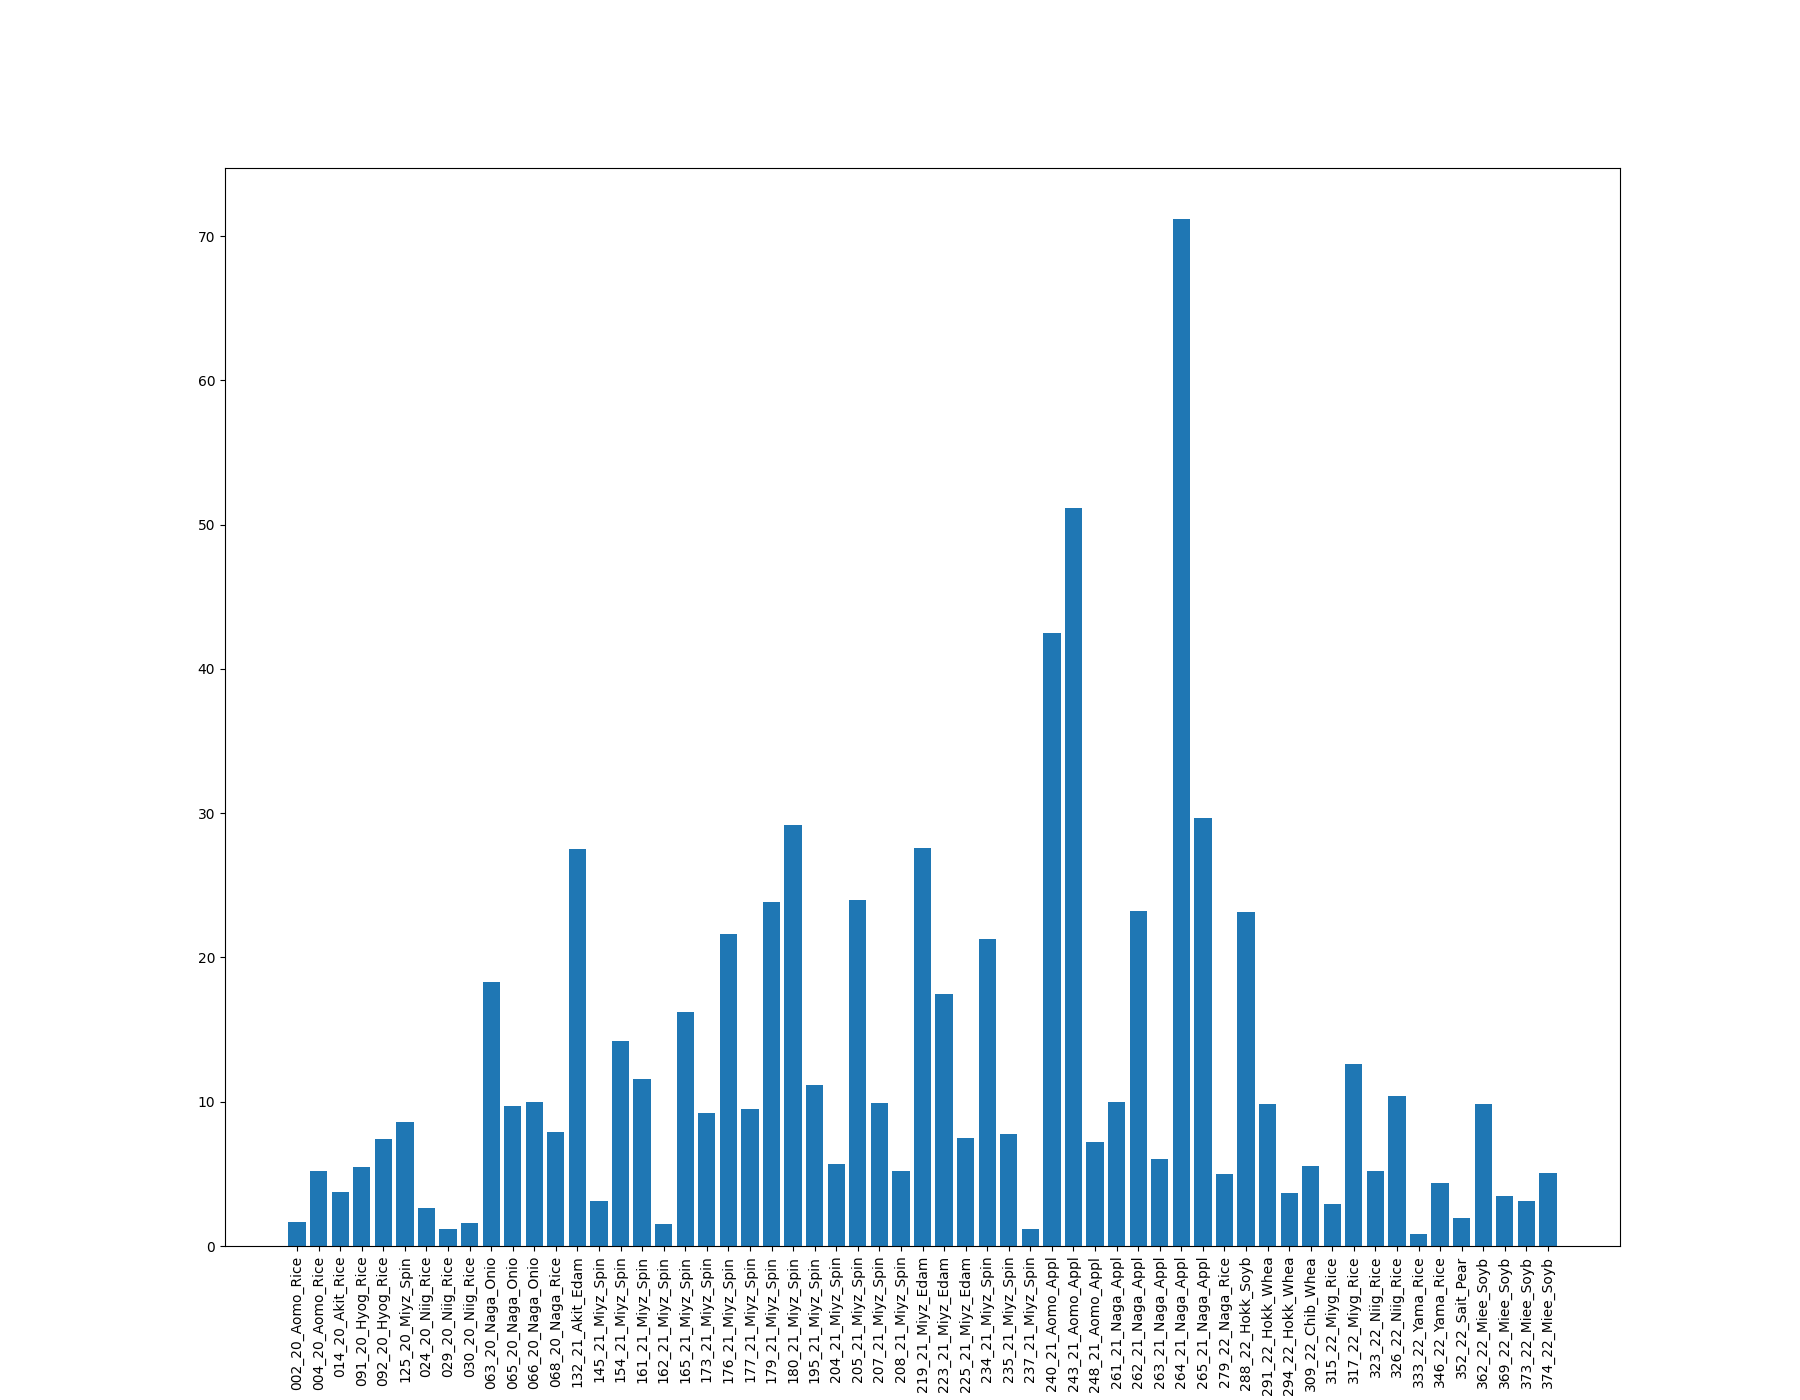 70
60
50
40
30
20
10
0
002_20_Aomo_Rice
004_20_Aomo_Rice
014_20_Akit_Rice
091_20_Hyog_Rice
092_20_Hyog_Rice
125_20_Miyz_Spin
024_20_Niig_Rice
029_20_Niig_Rice
030_20_Niig_Rice
063_20_Naga_Onio
065_20_Naga_Onio
066_20_Naga_Onio
068_20_Naga_Rice
132_21_Akit_Edam
145_21_Miyz_Spin
154_21_Miyz_Spin
161_21_Miyz_Spin
162_21_Miyz_Spin
165_21_Miyz_Spin
173_21_Miyz_Spin
176_21_Miyz_Spin
177_21_Miyz_Spin
179_21_Miyz_Spin
180_21_Miyz_Spin
195_21_Miyz_Spin
204_21_Miyz_Spin
205_21_Miyz_Spin
207_21_Miyz_Spin
208_21_Miyz_Spin
219_21_Miyz_Edam
223_21_Miyz_Edam
225_21_Miyz_Edam
234_21_Miyz_Spin
235_21_Miyz_Spin
237_21_Miyz_Spin
240_21_Aomo_Appl
243_21_Aomo_Appl
248_21_Aomo_Appl
261_21_Naga_Appl
262_21_Naga_Appl
263_21_Naga_Appl
264_21_Naga_Appl
265_21_Naga_Appl
279_22_Naga_Rice
288_22_Hokk_Soyb
291_22_Hokk_Whea
294_22_Hokk_Whea
309_22_Chib_Whea
315_22_Miyg_Rice
317_22_Miyg_Rice
323_22_Niig_Rice
326_22_Niig_Rice
333_22_Yama_Rice
346_22_Yama_Rice
352_22_Sait_Pear
362_22_Miee_Soyb
369_22_Miee_Soyb
373_22_Miee_Soyb
374_22_Miee_Soyb